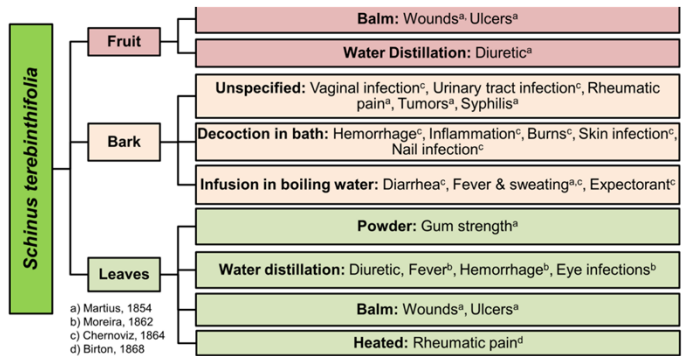 Schinus terebinthifolia
Fruit
Balm: Woundsᵃ, Ulcersᵃ
Water Distillation: Diureticᵃ
Bark
Unspecified: Vaginal infectionᶜ, Urinary tract infectionᶜ, Rheumatic
painᵃ, Tumorsᵃ, Syphilisᵃ
Decoction in bath: Hemorrhageᶜ, Inflammationᶜ, Burnsᶜ, Skin infectionᶜ,
Nail infectionᶜ
Infusion in boiling water: Diarrheaᶜ, Fever & sweatingᵃ,ᶜ, Expectorantᶜ
Leaves
Powder: Gum strengthᵃ
Water distillation: Diuretic, Feverᵇ, Hemorrhageᵇ, Eye infectionsᵇ
Balm: Woundsᵃ, Ulcersᵃ
Heated: Rheumatic painᵈ
a) Martius, 1854
b) Moreira, 1862
c) Chernoviz, 1864
d) Birton, 1868